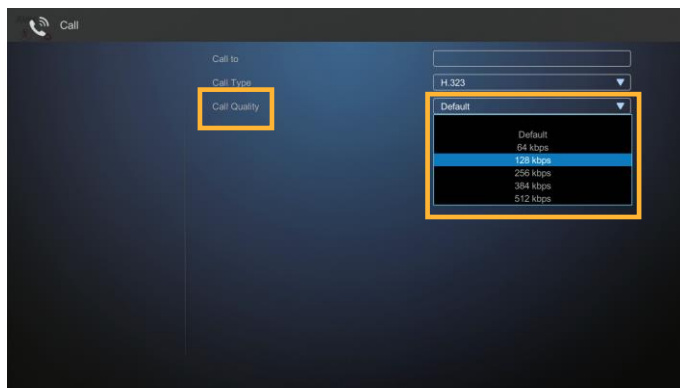 Call
Call to
Call Type
H.323
Call Quality
Default
Default
64 kbps
128 kbps
256 kbps
384 kbps
512 kbps